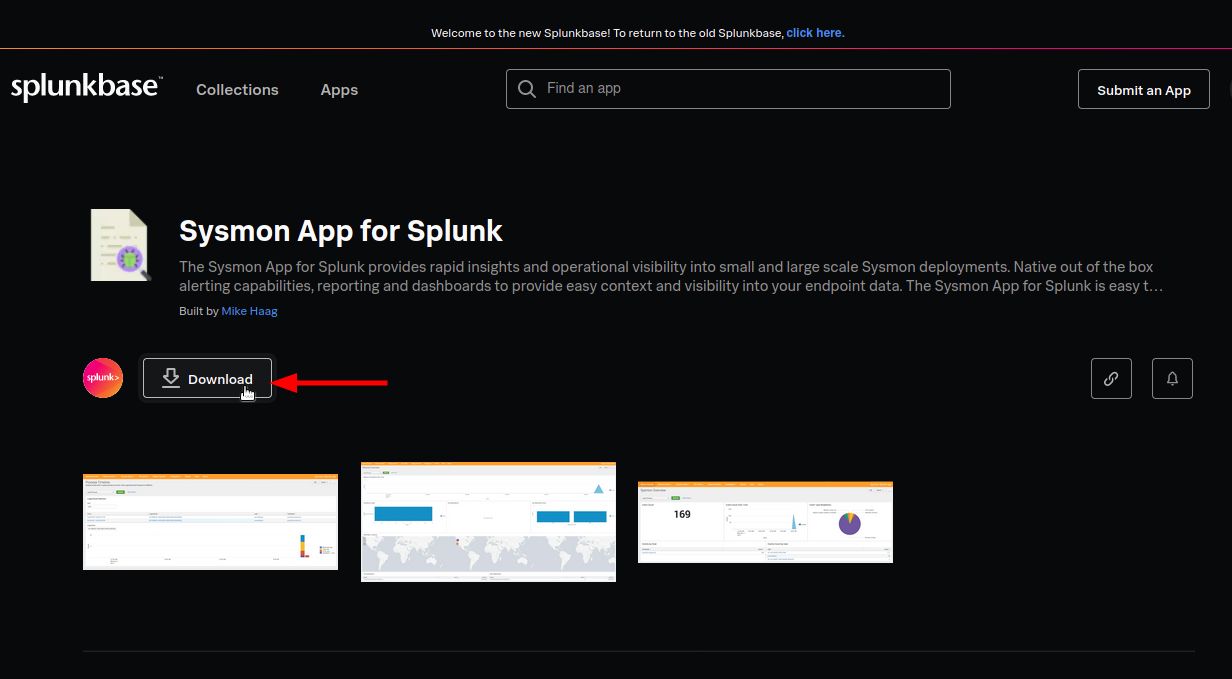 Welcome to the new Splunkbase! To return to the old Splunkbase, click here.
splunkbase™ Collections Apps Find an app Submit an App
Sysmon App for Splunk
The Sysmon App for Splunk provides rapid insights and operational visibility into small and large scale Sysmon deployments. Native out of the box
alerting capabilities, reporting and dashboards to provide easy context and visibility into your endpoint data. The Sysmon App for Splunk is easy t…
Built by Mike Haag
splunk> Download
169